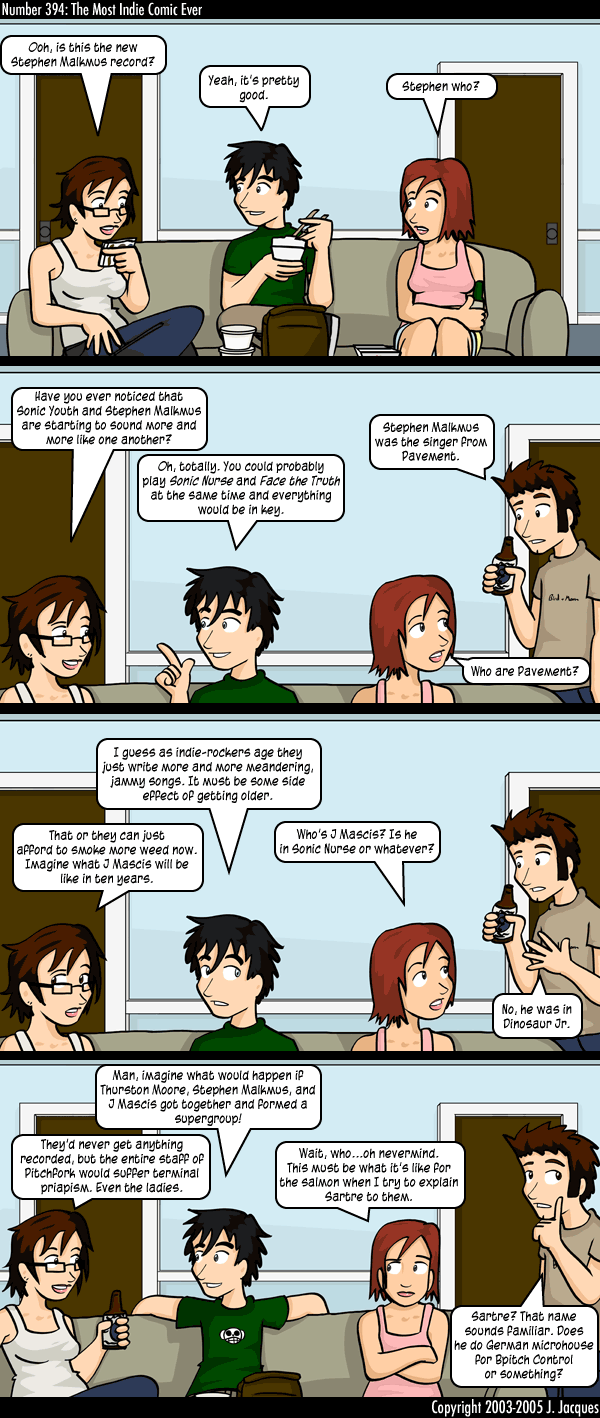 Number 394: The Most Indie Comic Ever
Ooh, is this the new
Stephen Malkmus record?
Yeah, it's pretty
good.
Stephen who?
Have you ever noticed that
Sonic Youth and Stephen Malkmus
are starting to sound more and
more like one another?
Oh, totally. You could probably
play Sonic Nurse and Face the Truth
at the same time and everything
would be in key.
Stephen Malkmus
was the singer from
Pavement.
Bird + Moon
Who are Pavement?
I guess as indie-rockers age they
just write more and more meandering,
jammy songs. It must be some side
effect of getting older.
That or they can just
afford to smoke more weed now.
Imagine what J Mascis will be
like in ten years.
Who's J Mascis? Is he
in Sonic Nurse or whatever?
No, he was in
Dinosaur Jr.
Man, imagine what would happen if
Thurston Moore, Stephen Malkmus, and
J Mascis got together and formed a
supergroup!
They'd never get anything
recorded, but the entire staff of
Pitchfork would suffer terminal
priapism. Even the ladies.
Wait, who...oh nevermind.
This must be what it's like for
the salmon when I try to explain
Sartre to them.
Sartre? That name
sounds familiar. Does
he do German microhouse
for Bpitch Control
or something?
Copyright 2003-2005 J. Jacques